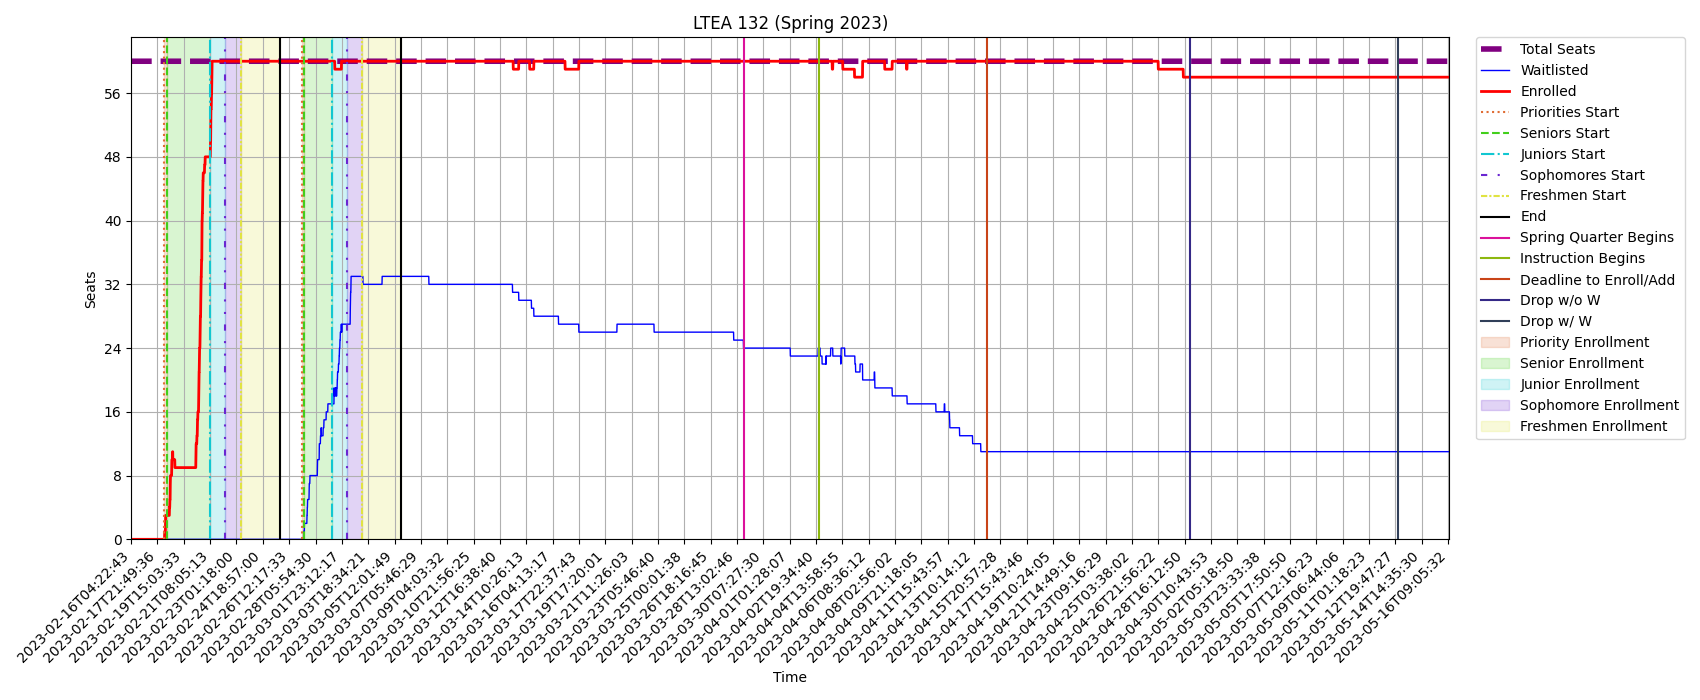 LTEA 132 (Spring 2023)
Seats
56
48
40
32
24
16
8
0
2023-02-16T04:22:43
2023-02-17T21:49:36
2023-02-19T15:03:33
2023-02-21T08:05:13
2023-02-23T01:18:00
2023-02-24T18:57:00
2023-02-26T12:17:33
2023-02-28T05:54:30
2023-03-01T23:12:17
2023-03-03T18:34:21
2023-03-05T12:01:49
2023-03-07T05:46:29
2023-03-09T04:03:32
2023-03-10T21:56:25
2023-03-12T16:38:40
2023-03-14T10:26:13
2023-03-16T04:13:17
2023-03-17T22:37:43
2023-03-19T17:20:01
2023-03-21T11:26:03
2023-03-23T05:46:40
2023-03-25T00:01:38
2023-03-26T18:16:45
2023-03-28T13:02:46
2023-03-30T07:27:30
2023-04-01T01:28:07
2023-04-02T19:34:40
2023-04-04T13:58:55
2023-04-06T08:36:12
2023-04-08T02:56:02
2023-04-09T21:18:05
2023-04-11T15:43:57
2023-04-13T10:14:12
2023-04-15T20:57:28
2023-04-17T15:43:46
2023-04-19T10:24:05
2023-04-21T14:49:16
2023-04-23T09:16:29
2023-04-25T03:38:02
2023-04-26T21:56:22
2023-04-28T16:12:50
2023-04-30T10:43:53
2023-05-02T05:18:50
2023-05-03T23:33:38
2023-05-05T17:50:50
2023-05-07T12:16:23
2023-05-09T06:44:06
2023-05-11T01:18:23
2023-05-12T19:47:27
2023-05-14T14:35:30
2023-05-16T09:05:32
Time
Total Seats
Waitlisted
Enrolled
Priorities Start
Seniors Start
Juniors Start
Sophomores Start
Freshmen Start
End
Spring Quarter Begins
Instruction Begins
Deadline to Enroll/Add
Drop w/o W
Drop w/ W
Priority Enrollment
Senior Enrollment
Junior Enrollment
Sophomore Enrollment
Freshmen Enrollment